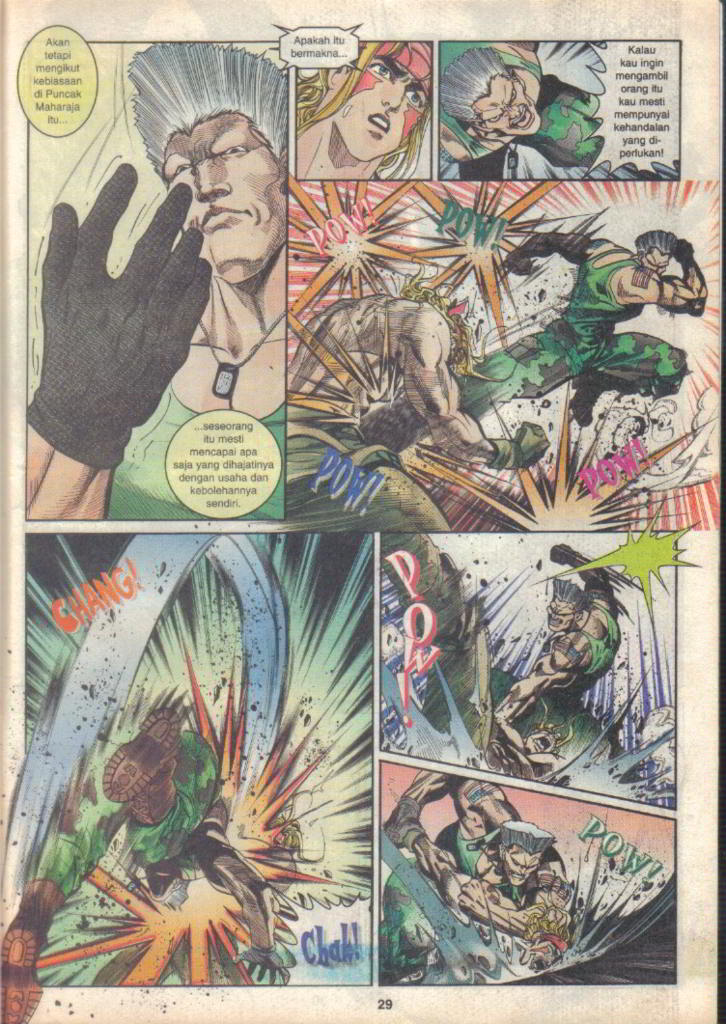 Akan
tetapi
mengikut
kebiasaan
di Puncak
Maharaja
itu...
Apakah itu
bermakna...
Kalau
kau ingin
mengambil
orang itu
kau mesti
mempunyai
kehandalan
yang di-
perlukan!
...seseorang
itu mesti
mencapai apa
saja yang dihajatinya
dengan usaha dan
kebolehannya
sendiri.
POW!
POW!
POW!
POW!
CHANG!
Chak!
POW!
POW!
29